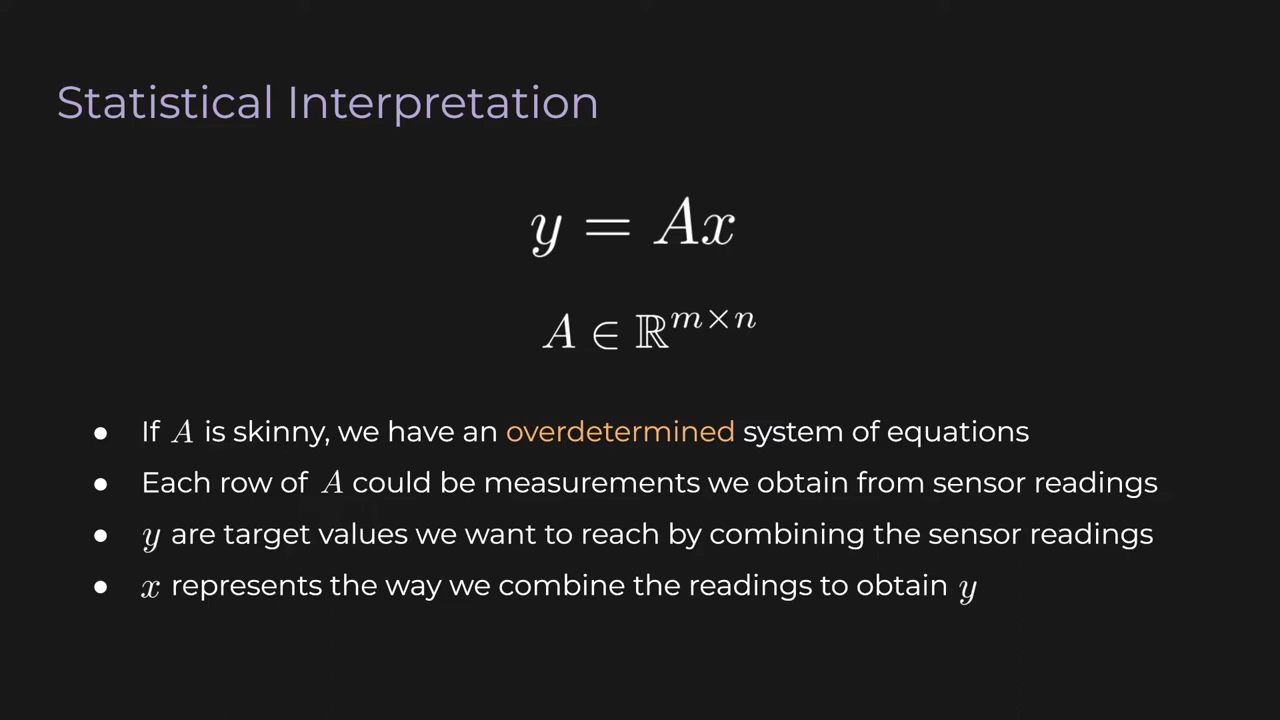 Statistical Interpretation
y = Ax
A ∈ ℝ^{m×n}
● If A is skinny, we have an overdetermined system of equations
● Each row of A could be measurements we obtain from sensor readings
● y are target values we want to reach by combining the sensor readings
● x represents the way we combine the readings to obtain y